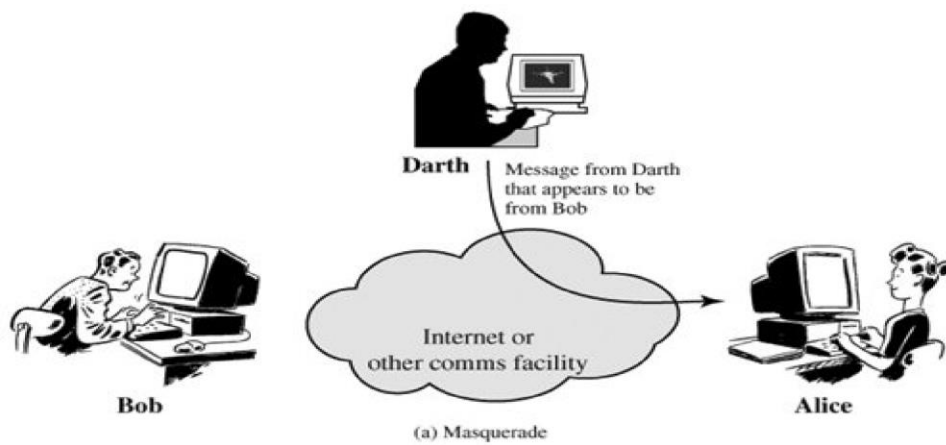 Darth
Message from Darth
that appears to be
from Bob
Internet or
other comms facility
Bob
Alice
(a) Masquerade